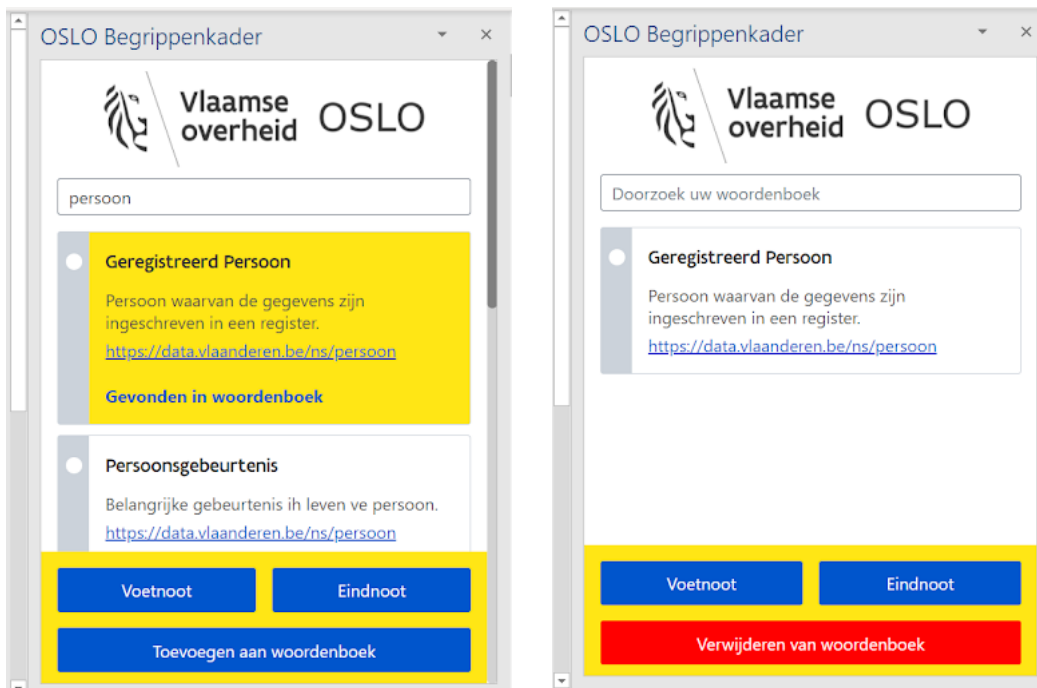 OSLO Begrippenkader
Vlaamse
overheid OSLO
persoon
Geregistreerd Persoon
Persoon waarvan de gegevens zijn
ingeschreven in een register.
https://data.vlaanderen.be/ns/persoon
Gevonden in woordenboek
Persoonsgebeurtenis
Belangrijke gebeurtenis ih leven ve persoon.
https://data.vlaanderen.be/ns/persoon
Voetnoot Eindnoot
Toevoegen aan woordenboek
OSLO Begrippenkader
Vlaamse
overheid OSLO
Doorzoek uw woordenboek
Geregistreerd Persoon
Persoon waarvan de gegevens zijn
ingeschreven in een register.
https://data.vlaanderen.be/ns/persoon
Voetnoot Eindnoot
Verwijderen van woordenboek